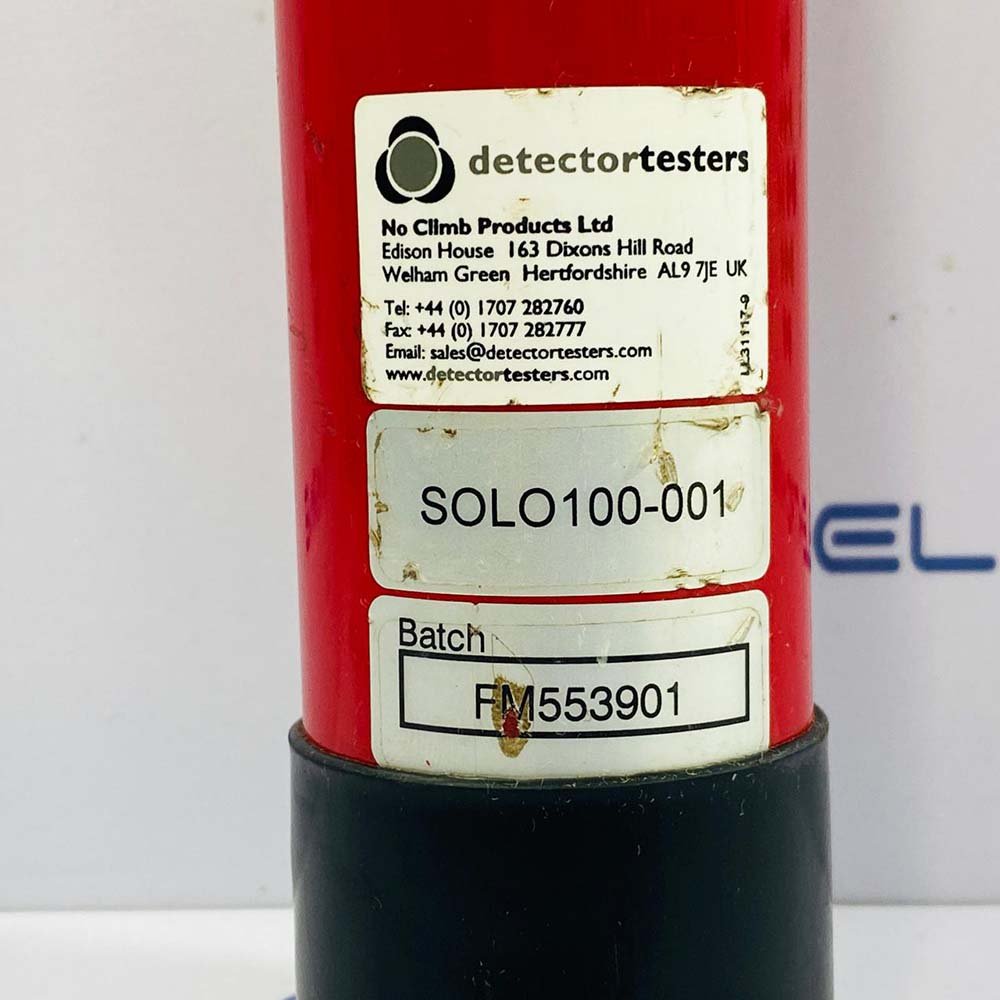 detectortesters
No Climb Products Ltd
Edison House 163 Dixons Hill Road
Welham Green Hertfordshire AL9 7JE UK
Tel: +44 (0) 1707 282760
Fax: +44 (0) 1707 282777
Email: sales@detectortesters.com
www.detectortesters.com
SOLO100-001
EL
Batch
FM553901